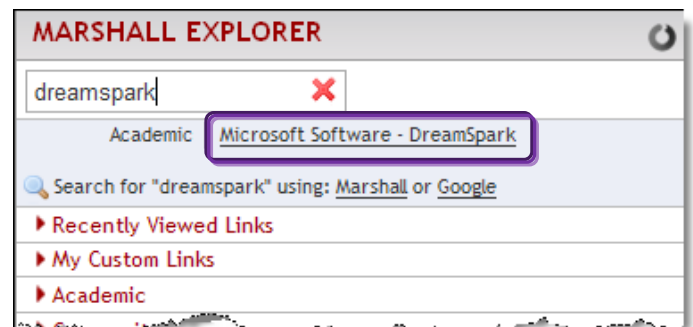 MARSHALL EXPLORER
dreamspark
Academic Microsoft Software - DreamSpark
Search for "dreamspark" using: Marshall or Google
Recently Viewed Links
My Custom Links
Academic